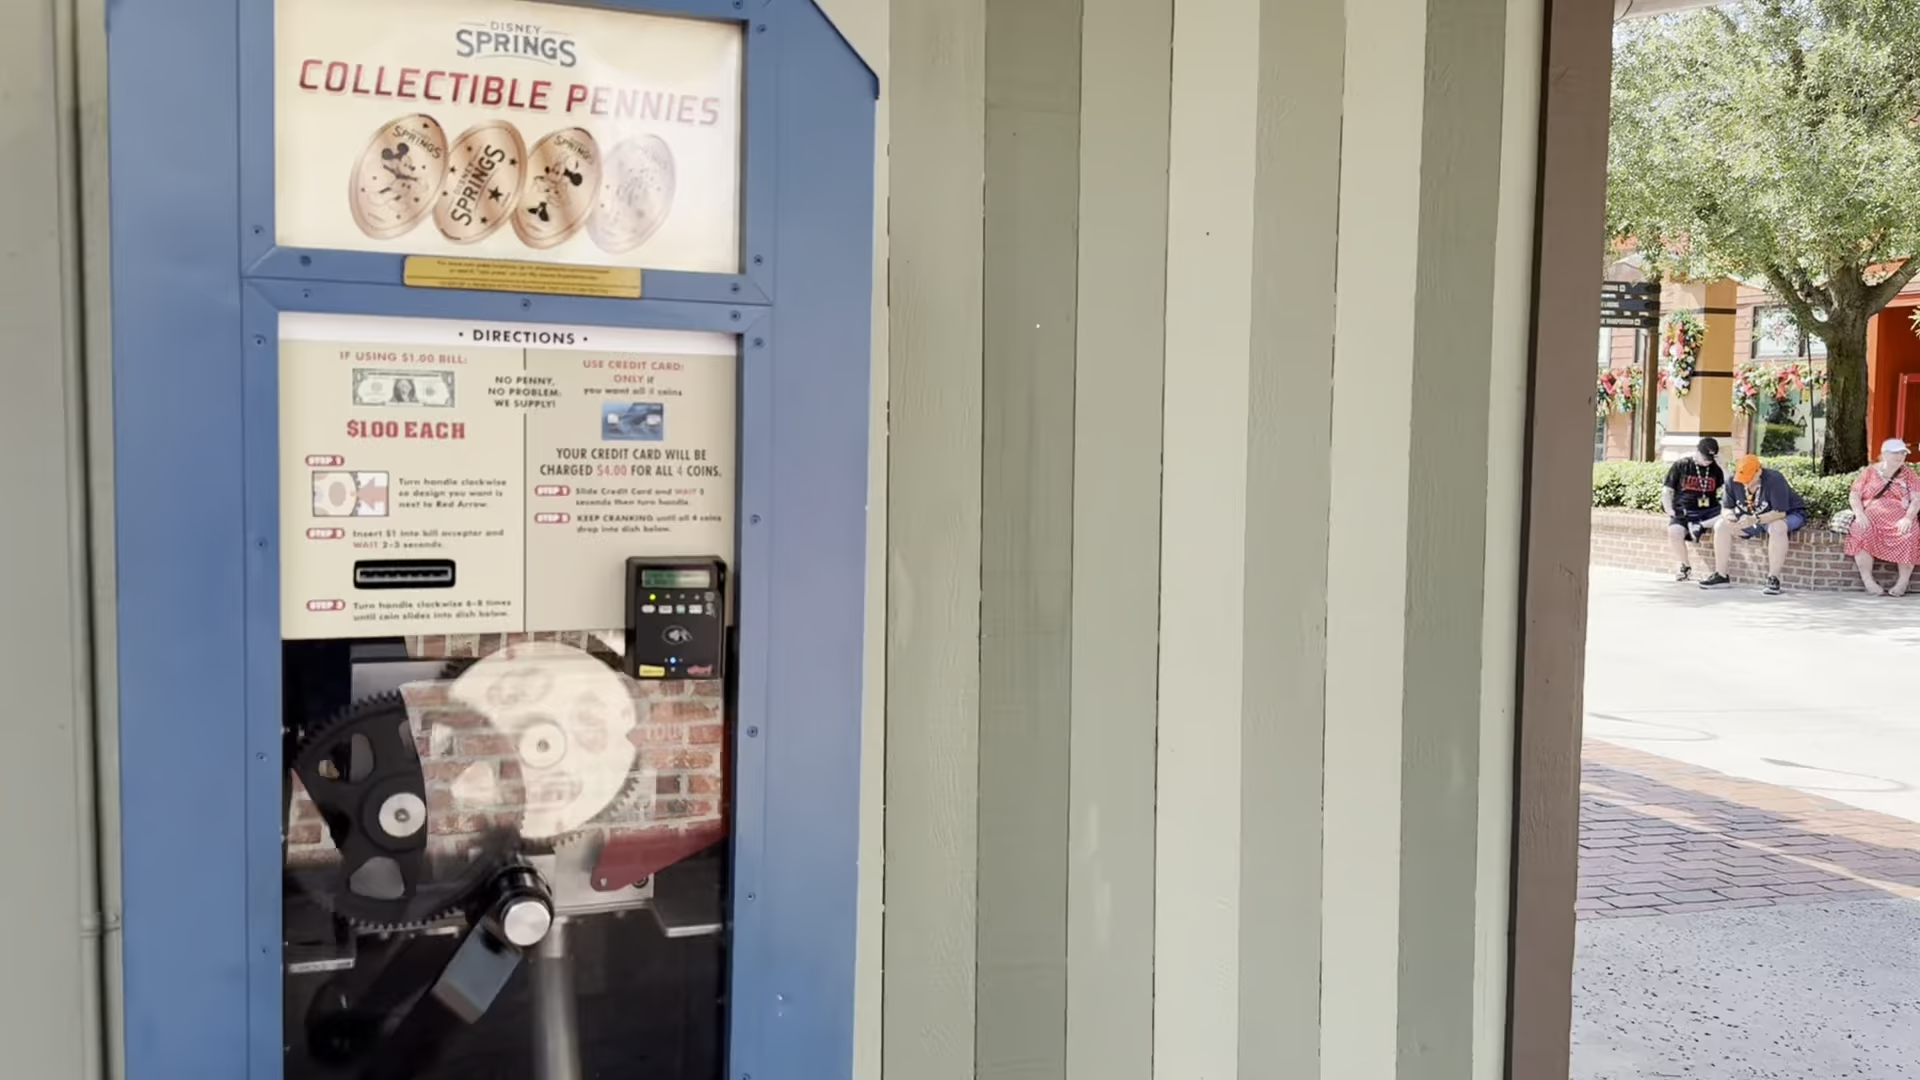 DISNEY
SPRINGS
COLLECTIBLE PENNIES
SPRINGS
DISNEY
SPRINGS
SPRINGS
• DIRECTIONS •
IF USING $1.00 BILL:
NO PENNY,
NO PROBLEM;
WE SUPPLY!
$1.00 EACH
STEP 1
Turn handle clockwise
so design you want is
next to Red Arrow.
STEP 2
Insert $1 into bill acceptor and
WAIT 2-3 seconds.
STEP 3
Turn handle clockwise 6-8 times
until coin slides into dish below.
USE CREDIT CARD:
ONLY if
you want all 4 coins
YOUR CREDIT CARD WILL BE
CHARGED $4.00 FOR ALL 4 COINS.
STEP 1
Slide Credit Card and WAIT 5
seconds then turn handle.
STEP 2
KEEP CRANKING until all 4 coins
drop into dish below.